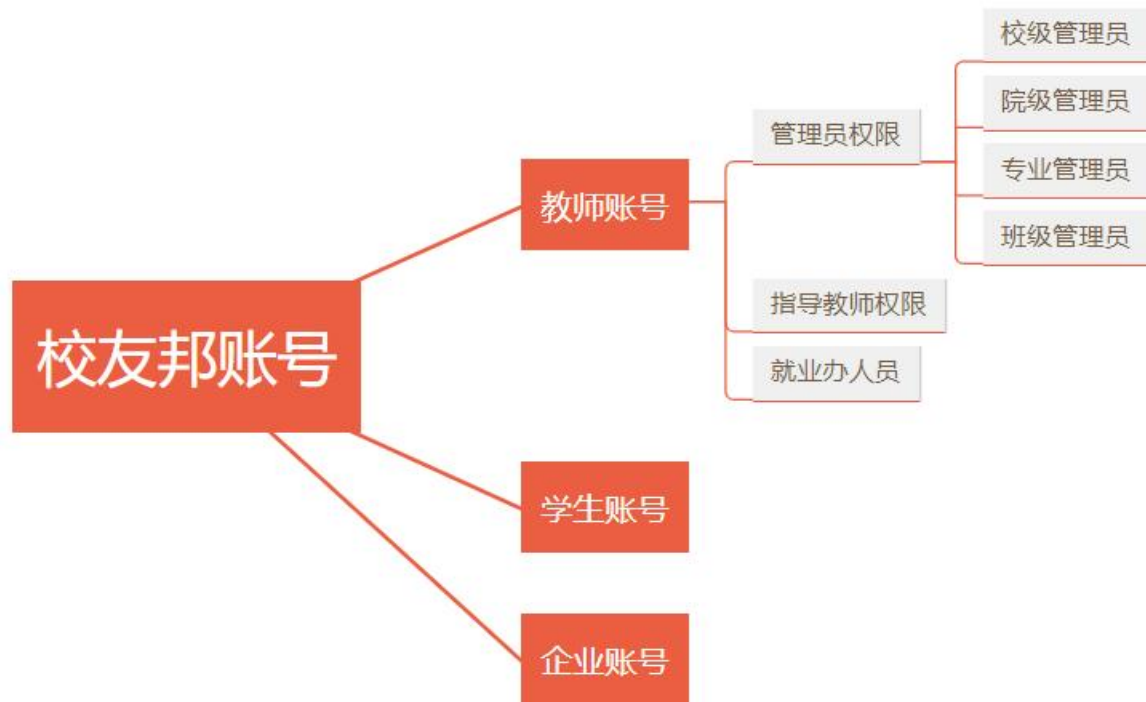 校友邦账号
教师账号
管理员权限
校级管理员
院级管理员
专业管理员
班级管理员
指导教师权限
就业办人员
学生账号
企业账号